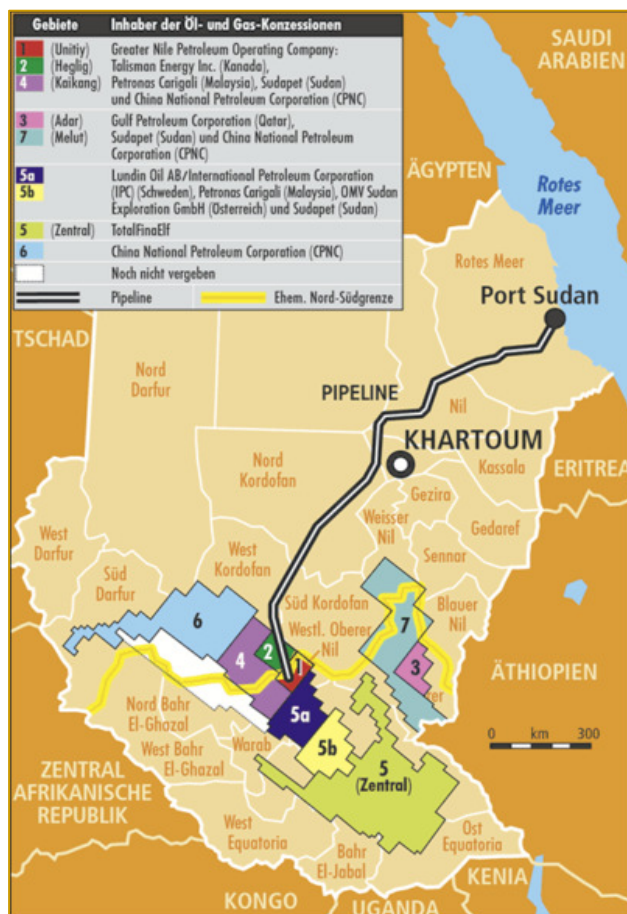 Gebiete Inhaber der Öl- und Gas-Konzessionen
1 (Unitiy) Greater Nile Petroleum Operating Company:
2 (Heglig) Talisman Energy Inc. (Kanada),
4 (Kaikang) Petronas Carigali (Malaysia), Sudapet (Sudan)
und China National Petroleum Corporation (CPNC)
3 (Adar) Gulf Petroleum Corporation (Qatar),
7 (Melut) Sudapet (Sudan) und China National Petroleum
Corporation (CPNC)
5a Lundin Oil AB/International Petroleum Corporation
5b (IPC) (Schweden), Petronas Carigali (Malaysia), OMV Sudan
Exploration GmbH (Österreich) und Sudapet (Sudan)
5 (Zentral) TotalFinaElf
6 China National Petroleum Corporation (CPNC)
Noch nicht vergeben
Pipeline Ehem. Nord-Südgrenze
SAUDI
ARABIEN
ÄGYPTEN
Rotes
Meer
Rotes Meer
Port Sudan
TSCHAD
Nord
Darfur
PIPELINE
Nil
KHARTOUM
Nord
Kordofan
Kassala
ERITREA
Gezira
Weisser
Nil
Gedaref
West
Darfur
West
Kordofan
Sennar
Süd
Darfur
Süd Kordofan
Blauer
Nil
6
Westl. Oberer
Nil
7
2
4
1
3
ÄTHIOPIEN
5a
Nord Bahr
El-Ghazal
0 km 300
5b
Warab
West Bahr
El-Ghazal
5
(Zentral)
ZENTRAL
AFRIKANISCHE
REPUBLIK
West
Equatoria
Ost
Equatoria
Bahr
El-Jabal
KENIA
KONGO
UGANDA